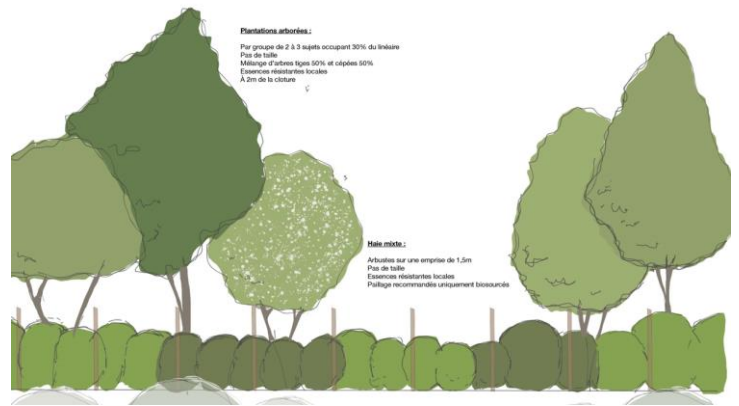 Plantations arborées :
Par groupe de 2 à 3 sujets occupant 30% du linéaire
Pas de taille
Mélange d'arbres tiges 50% et cépées 50%
Essences résistantes locales
À 2m de la cloture
Haie mixte :
Arbustes sur une emprise de 1,5m
Pas de taille
Essences résistantes locales
Paillage recommandés uniquement biosourcés